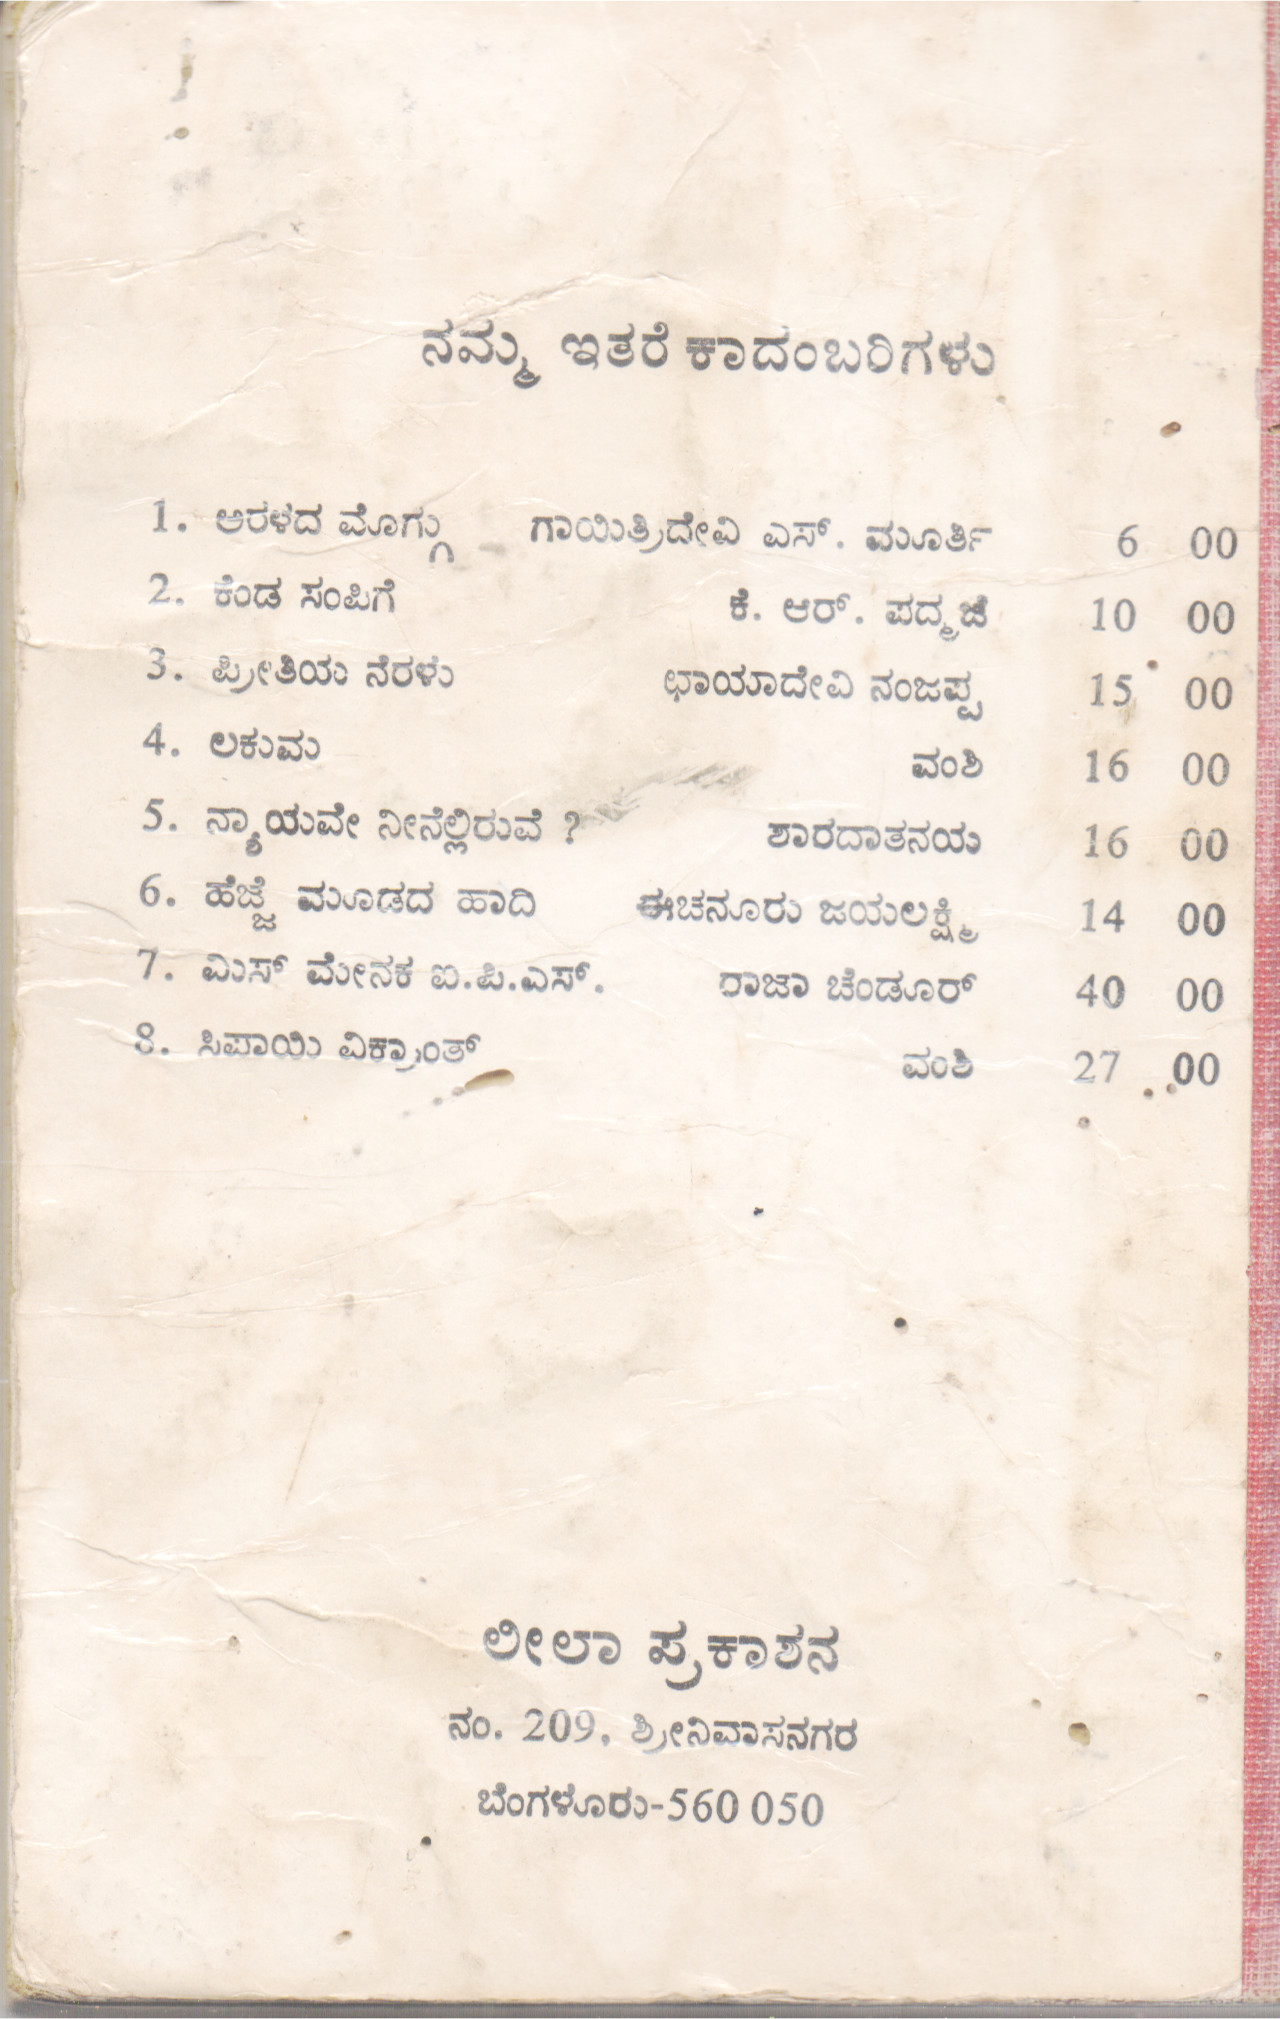 ನಮ್ಮ ಇತರೆ ಕಾದಂಬರಿಗಳು
1. ಅರಳದ ಮೊಗ್ಗು ಗಾಯಿತ್ರಿದೇವಿ ಎಸ್. ಮೂರ್ತಿ 6 00
2. ಕೆಂಡ ಸಂಪಿಗೆ ಕೆ. ಆರ್. ಪದ್ಮಜೆ 10 00
3. ಪ್ರೀತಿಯ ನೆರಳು ಛಾಯಾದೇವಿ ನಂಜಪ್ಪ 15 00
4. ಲಕುಮ ವಂಶಿ 16 00
5. ನ್ಯಾಯವೇ ನೀನೆಲ್ಲಿರುವೆ ? ಶಾರದಾತನಯ 16 00
6. ಹೆಜ್ಜೆ ಮೂಡದ ಹಾದಿ ಈಚನೂರು ಜಯಲಕ್ಷ್ಮಿ 14 00
7. ಮಿಸ್ ಮೇನಕ ಐ.ಪಿ.ಎಸ್. ರಾಜಾ ಚೆಂಡೂರ್ 40 00
8. ಸಿಪಾಯಿ ವಿಕ್ರಾಂತ್ ವಂಶಿ 27 00
ಲೀಲಾ ಪ್ರಕಾಶನ
ನಂ. 209, ಶ್ರೀನಿವಾಸನಗರ
ಬೆಂಗಳೂರು-560 050